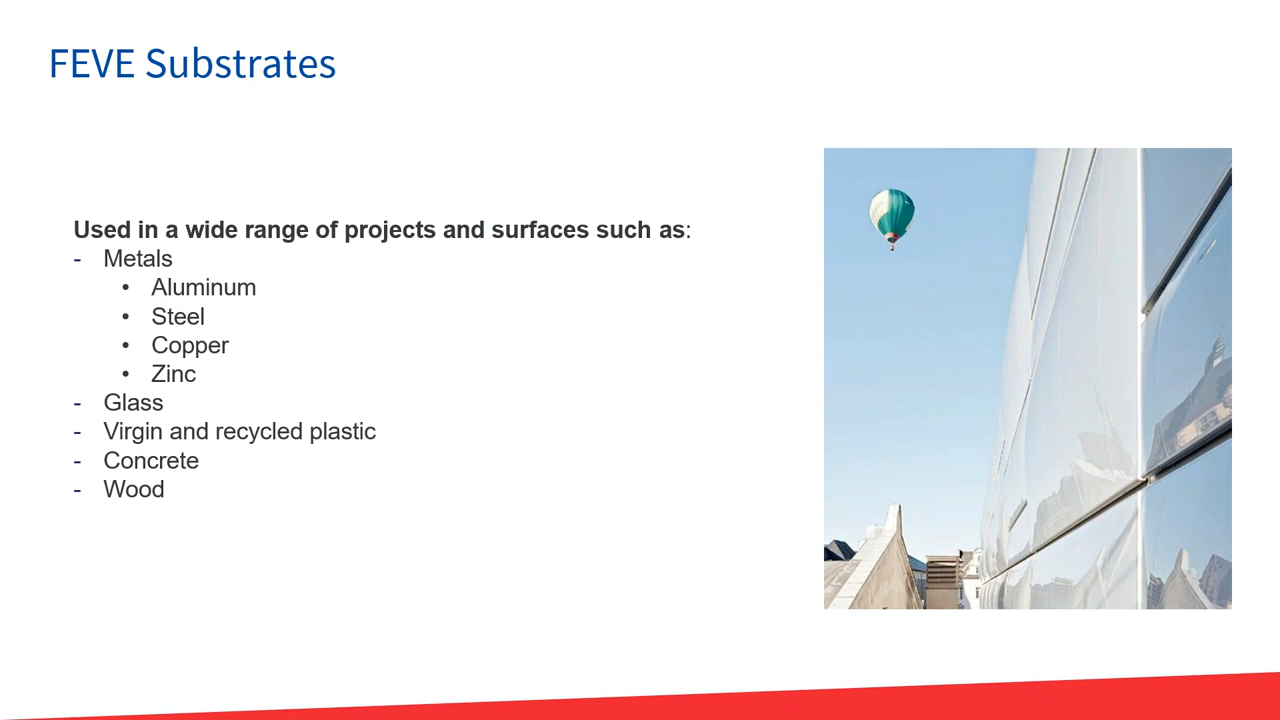 FEVE Substrates
Used in a wide range of projects and surfaces such as:
- Metals
• Aluminum
• Steel
• Copper
• Zinc
- Glass
- Virgin and recycled plastic
- Concrete
- Wood